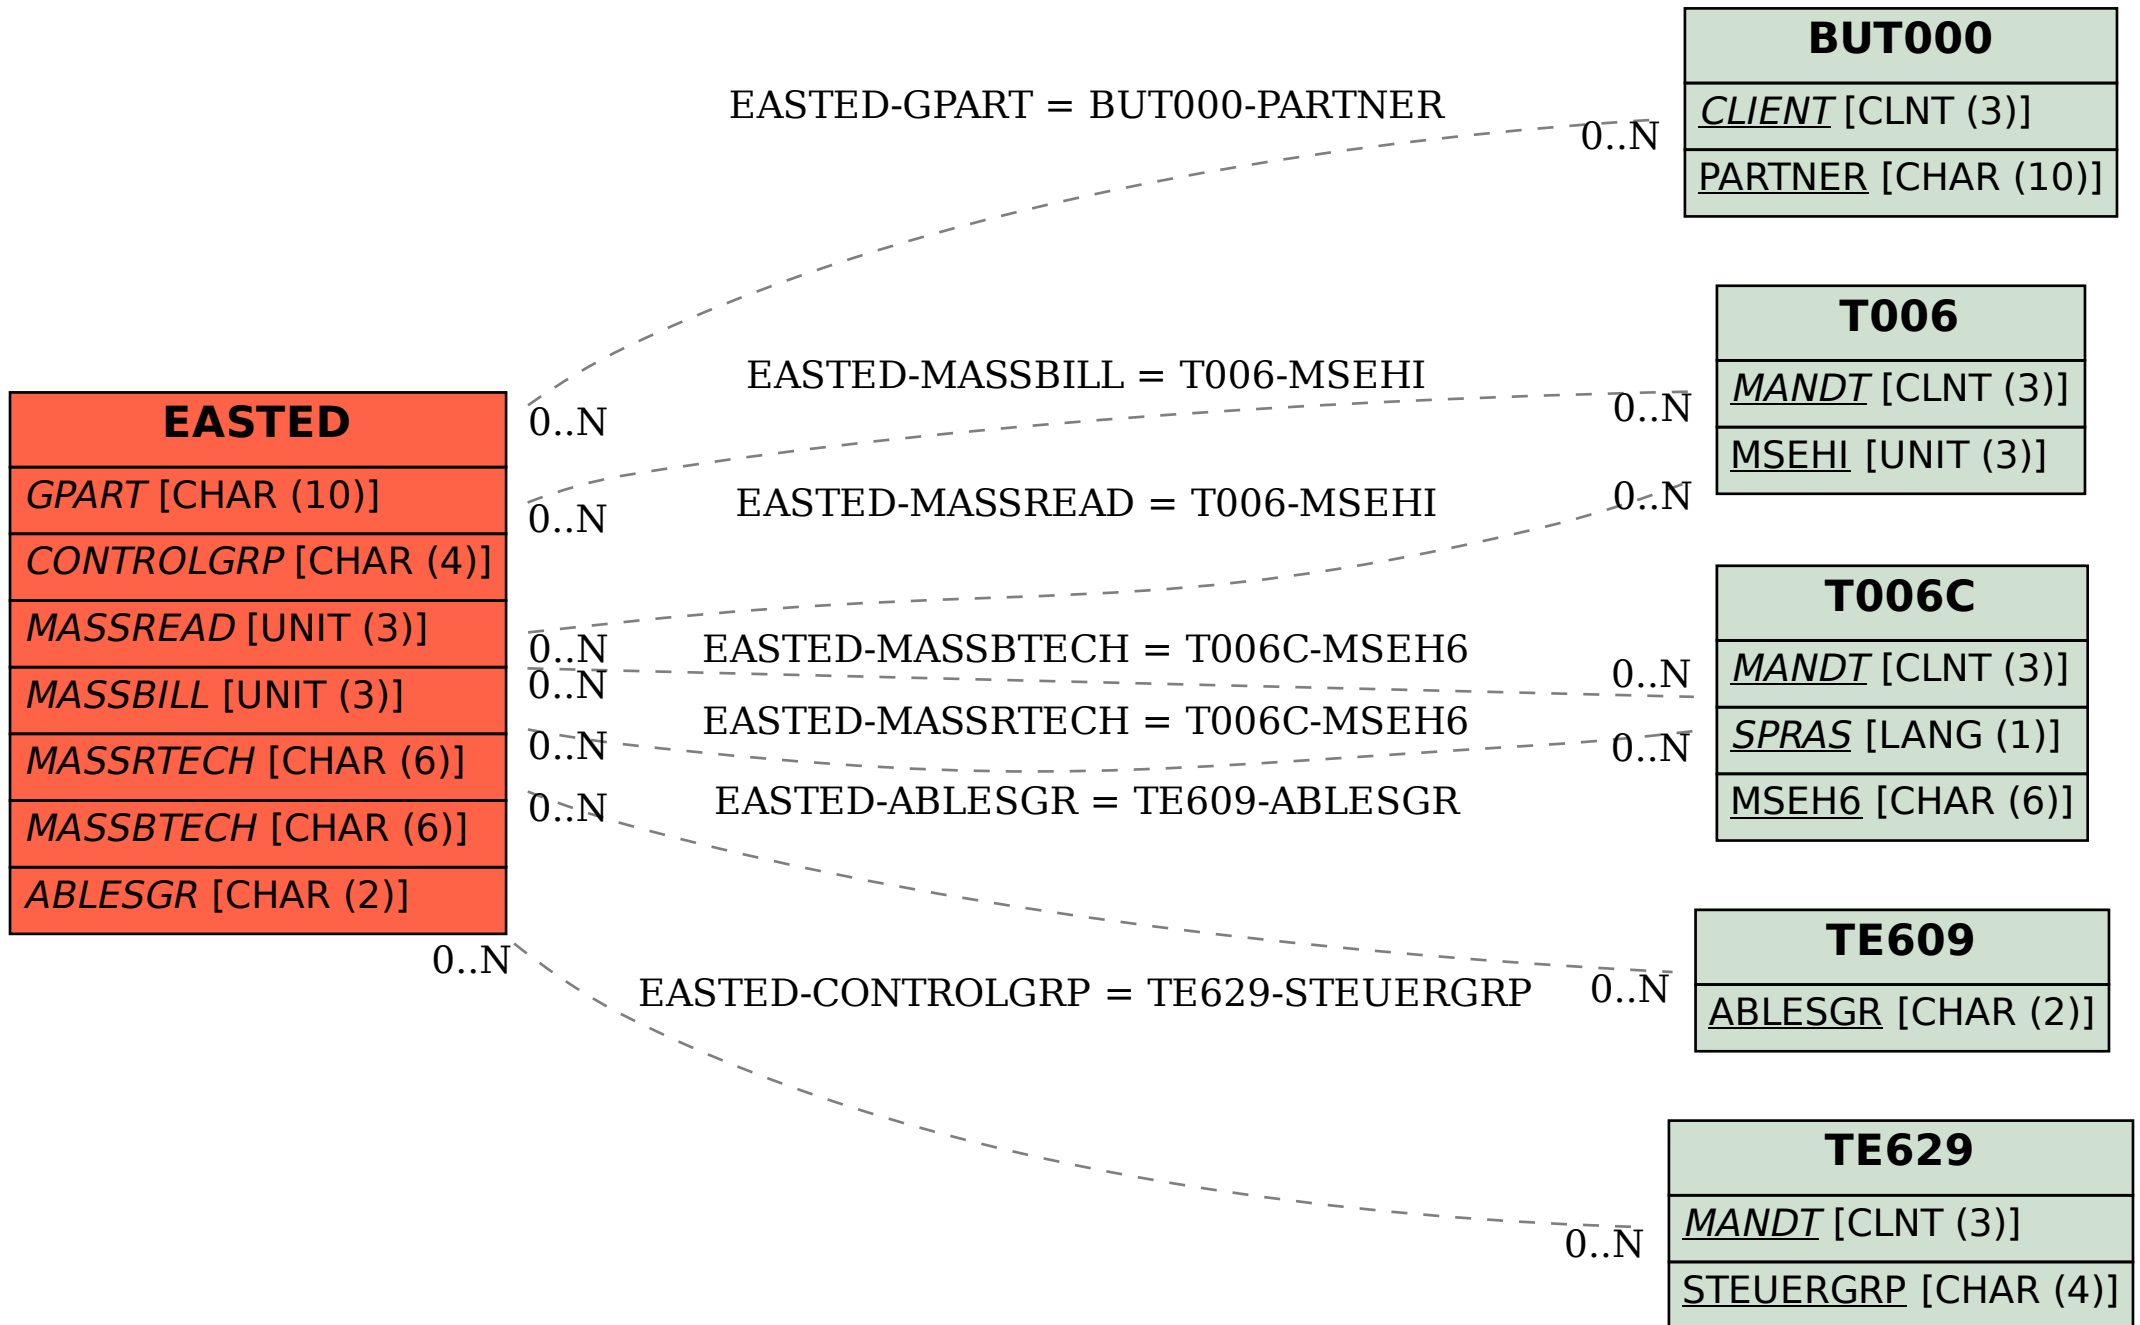 BUT000
CLIENT [CLNT (3)]
PARTNER [CHAR (10)]
EASTED-GPART = BUT000-PARTNER
0..N
0..N
T006
MANDT [CLNT (3)]
MSEHI [UNIT (3)]
EASTED-MASSBILL = T006-MSEHI
0..N
0..N
EASTED-MASSREAD = T006-MSEHI
0..N
0..N
EASTED
GPART [CHAR (10)]
CONTROLGRP [CHAR (4)]
MASSREAD [UNIT (3)]
MASSBILL [UNIT (3)]
MASSRTECH [CHAR (6)]
MASSBTECH [CHAR (6)]
ABLESGR [CHAR (2)]
T006C
MANDT [CLNT (3)]
SPRAS [LANG (1)]
MSEH6 [CHAR (6)]
EASTED-MASSBTECH = T006C-MSEH6
0..N
0..N
EASTED-MASSRTECH = T006C-MSEH6
0..N
0..N
EASTED-ABLESGR = TE609-ABLESGR
0..N
0..N
TE609
ABLESGR [CHAR (2)]
EASTED-CONTROLGRP = TE629-STEUERGRP
0..N
0..N
TE629
MANDT [CLNT (3)]
STEUERGRP [CHAR (4)]